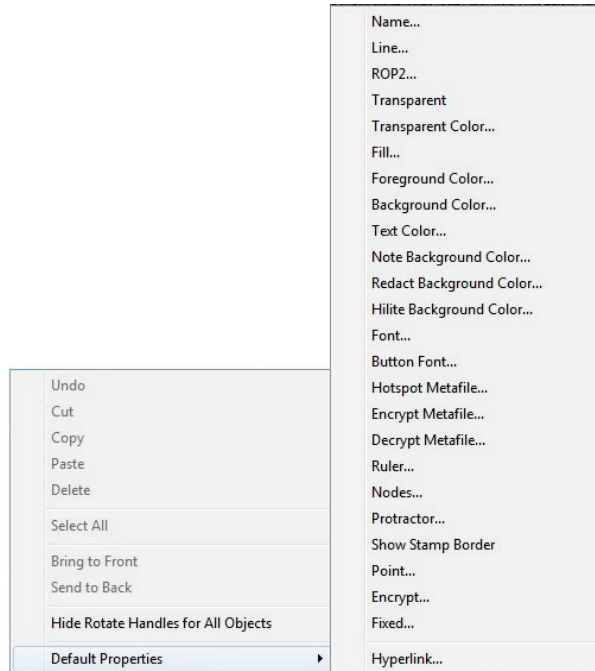 Name...
Line...
ROP2...
Transparent
Transparent Color...
Fill...
Foreground Color...
Background Color...
Text Color...
Note Background Color...
Redact Background Color...
Hilite Background Color...
Font...
Button Font...
Hotspot Metafile...
Encrypt Metafile...
Decrypt Metafile...
Ruler...
Nodes...
Protractor...
Show Stamp Border
Point...
Encrypt...
Fixed...
Hyperlink...
Undo
Cut
Copy
Paste
Delete
Select All
Bring to Front
Send to Back
Hide Rotate Handles for All Objects
Default Properties